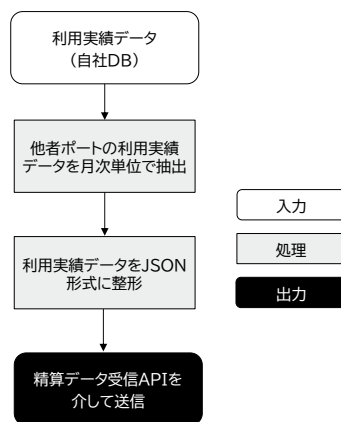 利用実績データ
（自社DB）
他者ポートの利用実績
データを月次単位で抽出
利用実績データをJSON
形式に整形
精算データ受信APIを
介して送信
入力
処理
出力